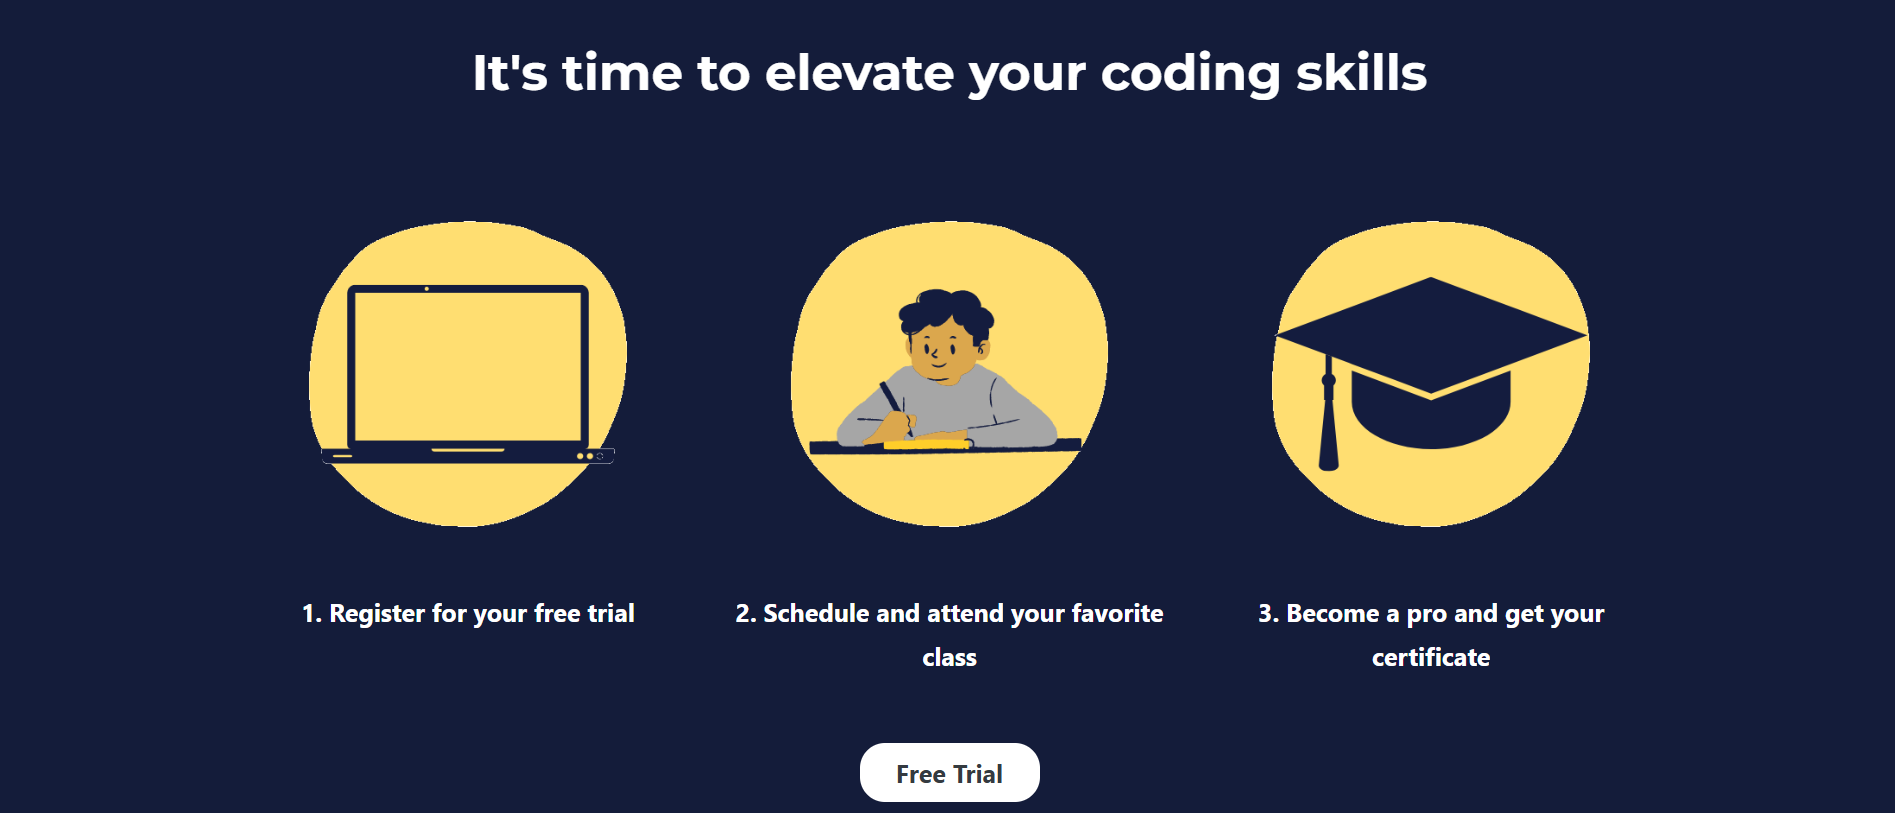 It's time to elevate your coding skills
1. Register for your free trial
2. Schedule and attend your favorite
class
3. Become a pro and get your
certificate
Free Trial